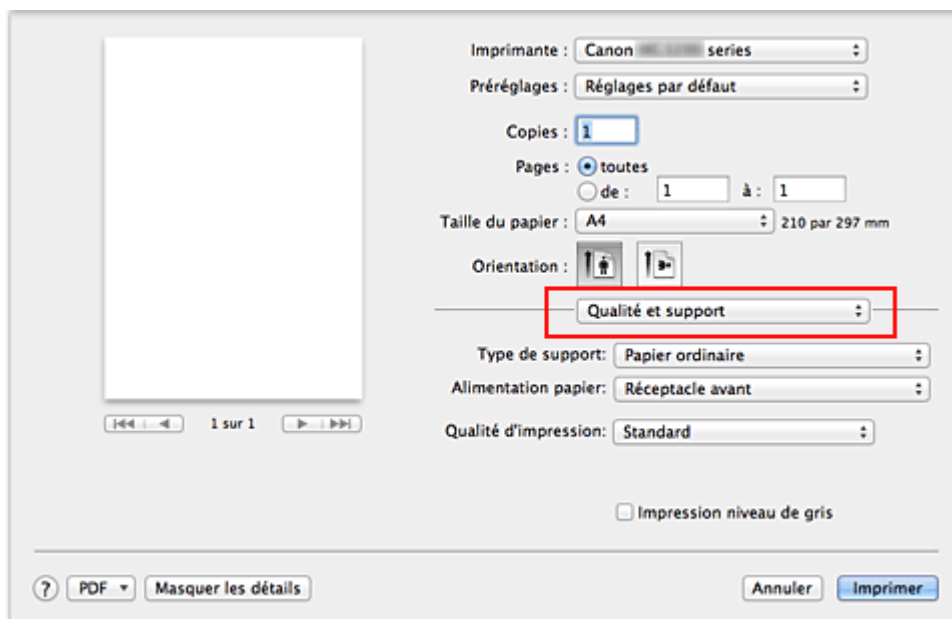 Imprimante : Canon series
Préréglages : Réglages par défaut
Copies : 1
Pages : toutes
de : 1 à : 1
Taille du papier : A4 210 par 297 mm
Orientation :
Qualité et support
Type de support: Papier ordinaire
Alimentation papier: Réceptacle avant
1 sur 1
Qualité d'impression: Standard
Impression niveau de gris
? PDF Masquer les détails Annuler Imprimer